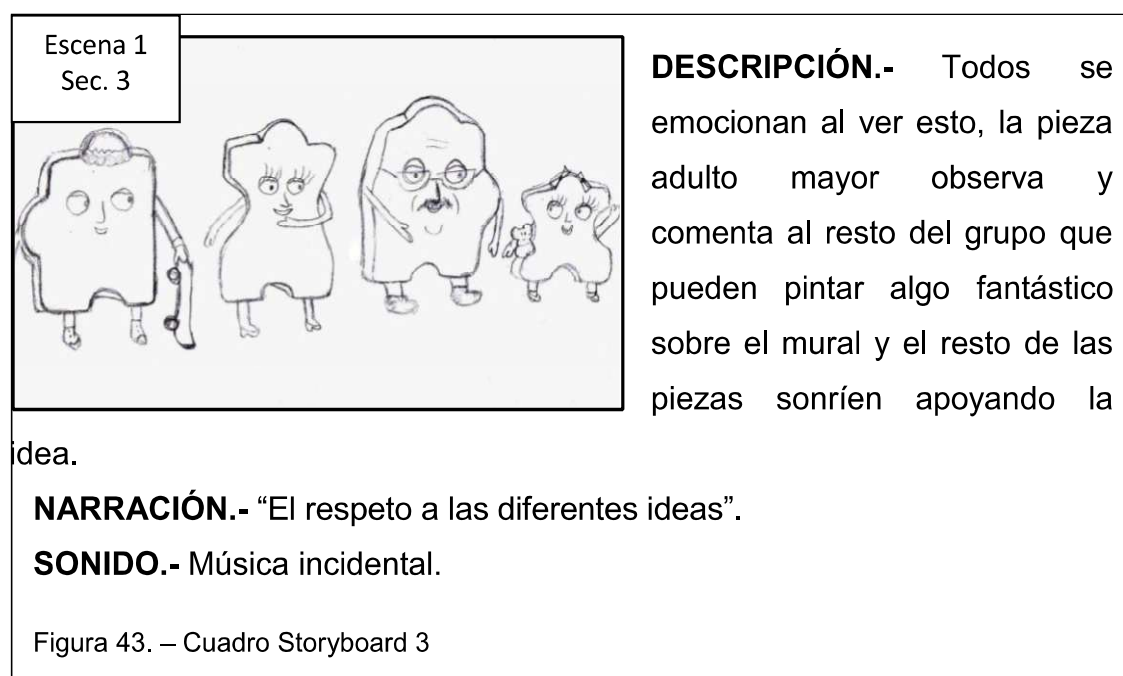 Escena 1
Sec. 3
DESCRIPCIÓN.- Todos se
emocionan al ver esto, la pieza
adulto mayor observa y
comenta al resto del grupo que
pueden pintar algo fantástico
sobre el mural y el resto de las
piezas sonríen apoyando la
idea.
NARRACIÓN.- “El respeto a las diferentes ideas”.
SONIDO.- Música incidental.
Figura 43. – Cuadro Storyboard 3